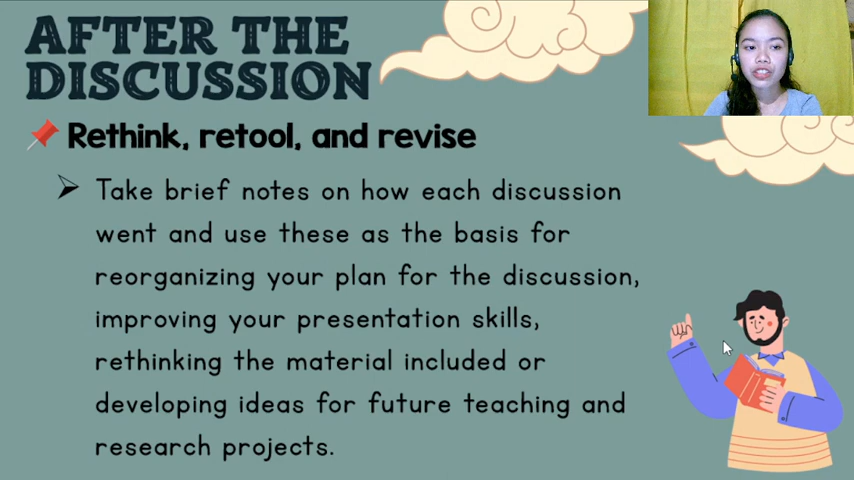 AFTER THE
DISCUSSION
Rethink, retool, and revise
Take brief notes on how each discussion
went and use these as the basis for
reorganizing your plan for the discussion,
improving your presentation skills,
rethinking the material included or
developing ideas for future teaching and
research projects.